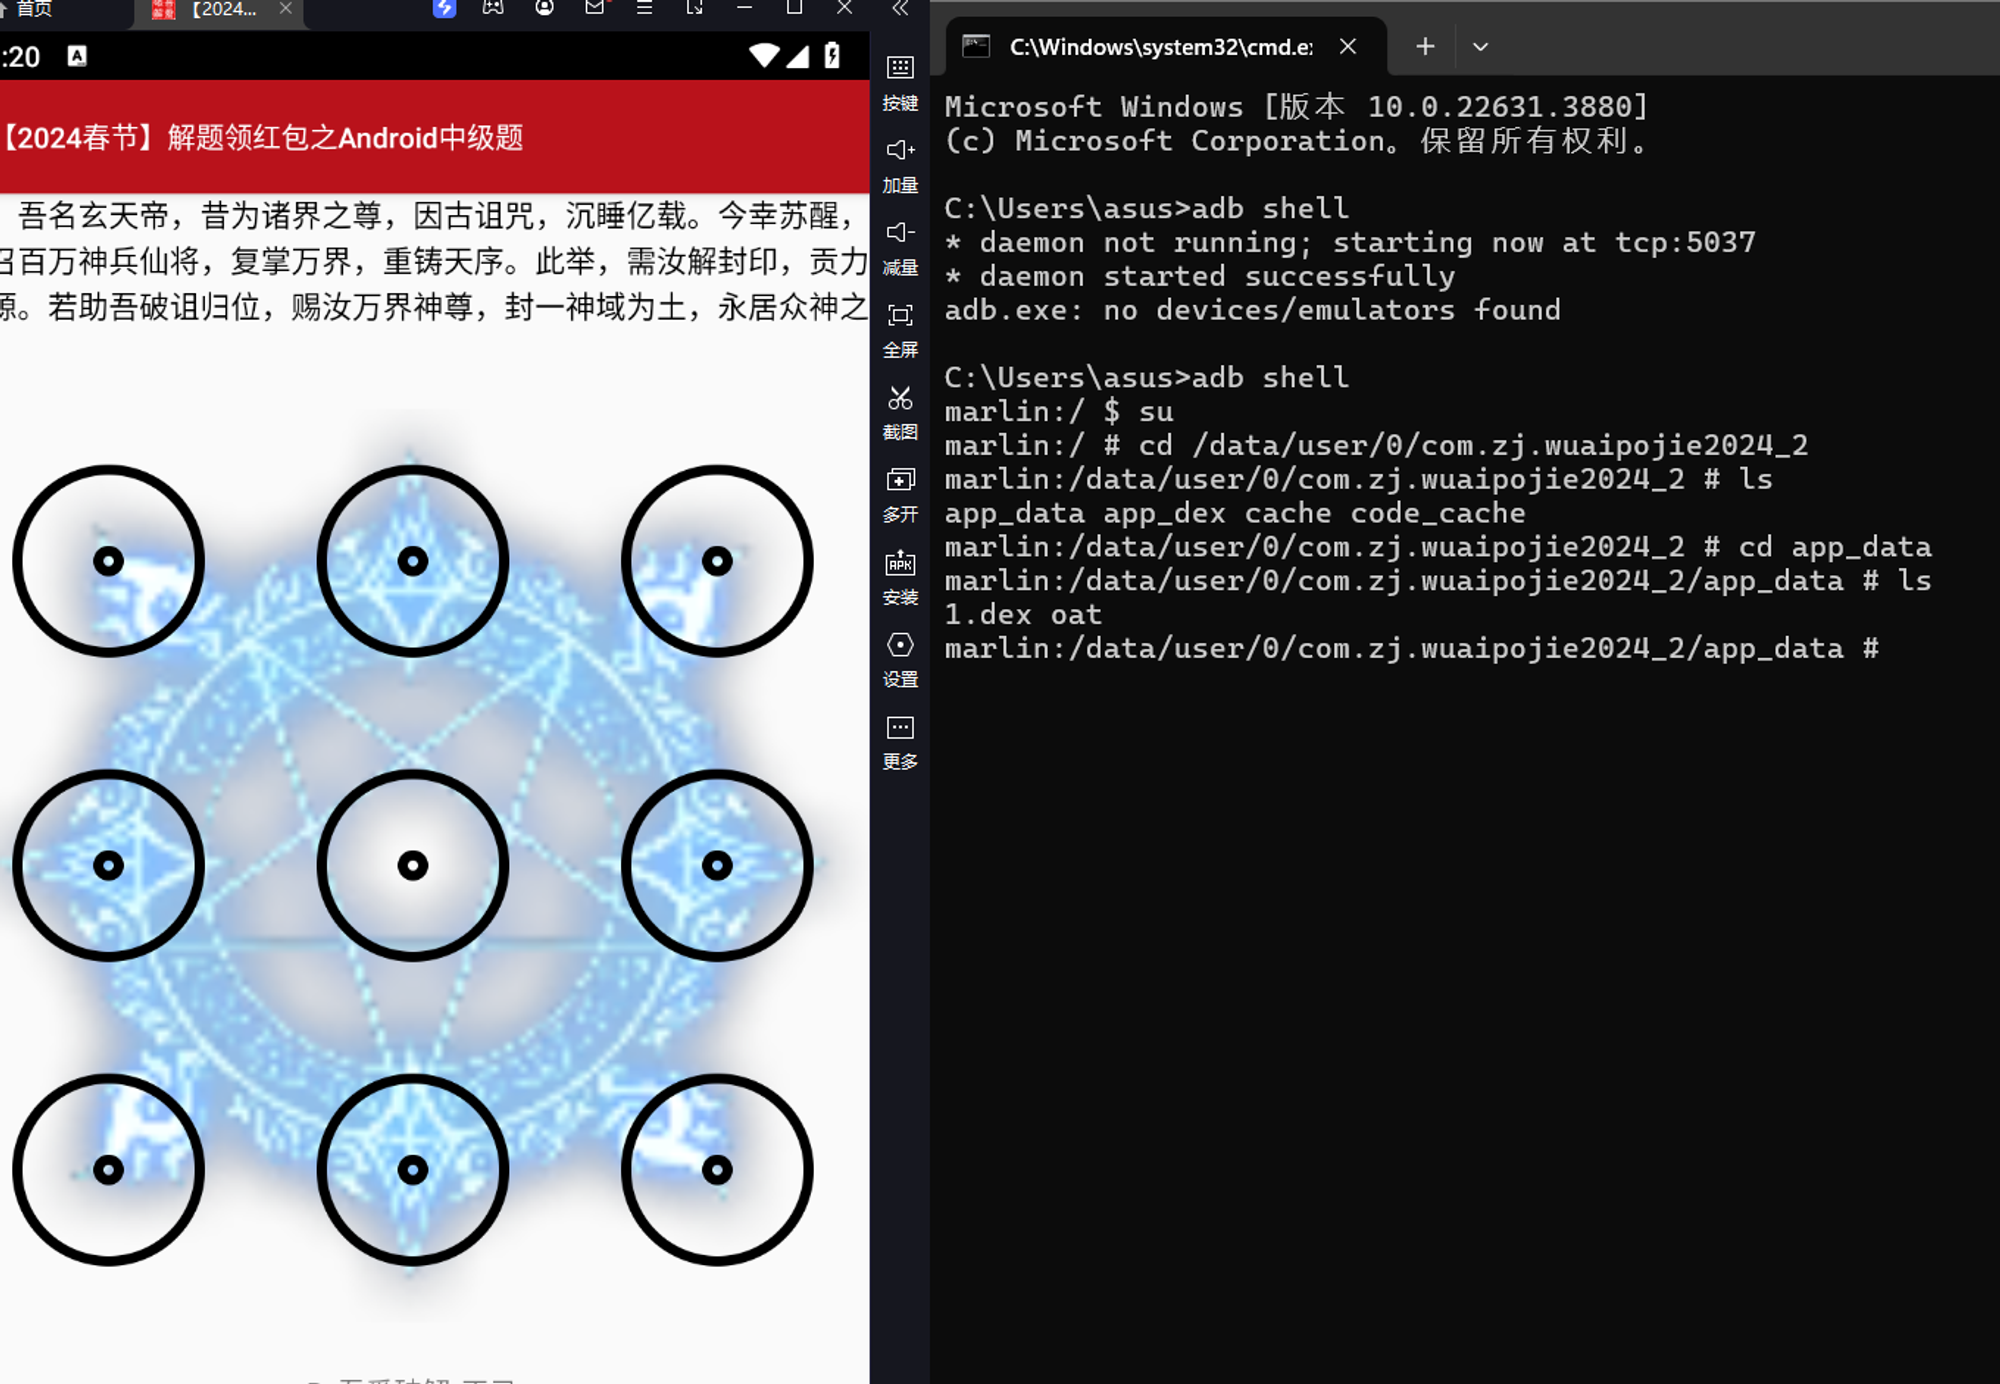 首页
【2024...
:20
A
【2024春节】解题领红包之Android中级题
吾名玄天帝，昔为诸界之尊，因古诅咒，沉睡亿载。今幸苏醒，
召百万神兵仙将，复掌万界，重铸天序。此举，需汝解封印，贡力
源。若助吾破诅归位，赐汝万界神尊，封一神域为土，永居众神之
按键
加量
减量
全屏
截图
多开
APK
安装
设置
更多
C:\Windows\system32\cmd.e
Microsoft Windows [版本 10.0.22631.3880]
(c) Microsoft Corporation。保留所有权利。
C:\Users\asus>adb shell
* daemon not running; starting now at tcp:5037
* daemon started successfully
adb.exe: no devices/emulators found
C:\Users\asus>adb shell
marlin:/ $ su
marlin:/ # cd /data/user/0/com.zj.wuaipojie2024_2
marlin:/data/user/0/com.zj.wuaipojie2024_2 # ls
app_data app_dex cache code_cache
marlin:/data/user/0/com.zj.wuaipojie2024_2 # cd app_data
marlin:/data/user/0/com.zj.wuaipojie2024_2/app_data # ls
1.dex oat
marlin:/data/user/0/com.zj.wuaipojie2024_2/app_data #